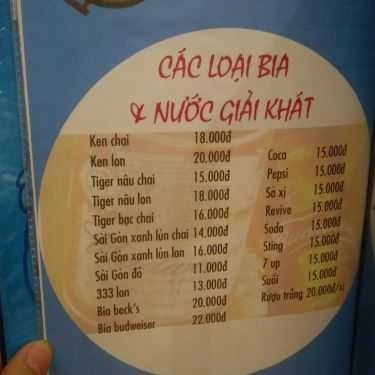 CÁC LOẠI BIA
& NƯỚC GIẢI KHÁT
Ken chai 18.000đ
Ken lon 20.000đ
Tiger nâu chai 15.000đ
Tiger nâu lon 18.000đ
Tiger bạc chai 16.000đ
Sài Gòn xanh lùn chai 14.000đ
Sài Gòn xanh lùn lon 16.000đ
Sài Gòn đỏ 11.000đ
333 lon 13.000đ
Bia beck's 20.000đ
Bia budweiser 22.000đ
Coca 15.000đ
Pepsi 15.000đ
Sá xị 15.000đ
Revive 15.000đ
Soda 15.000đ
Sting 15.000đ
7 up 15.000đ
Suối 15.000đ
Rượu trắng 20.000đ/xị